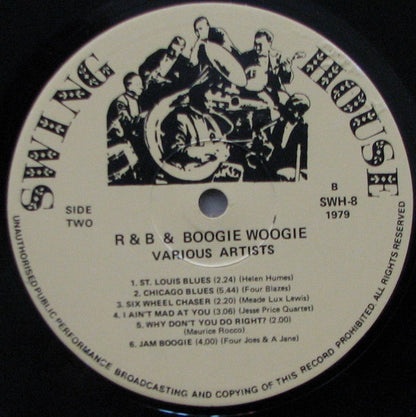 SWING HOUSE
SIDE
TWO
B
SWH-8
1979
R & B & BOOGIE WOOGIE
VARIOUS ARTISTS
1. ST. LOUIS BLUES (2.24) (Helen Humes)
2. CHICAGO BLUES (5.44) (Four Blazes)
3. SIX WHEEL CHASER (2.20) (Meade Lux Lewis)
4. I AIN'T MAD AT YOU (3.06) (Jesse Price Quartet)
5. WHY DON'T YOU DO RIGHT? (2.00)
(Maurice Rocco)
6. JAM BOOGIE (4.00) (Four Joes & A Jane)
UNAUTHORISED PUBLIC PERFORMANCE BROADCASTING AND COPYING OF THIS RECORD PROHIBITED ALL RIGHTS RESERVED